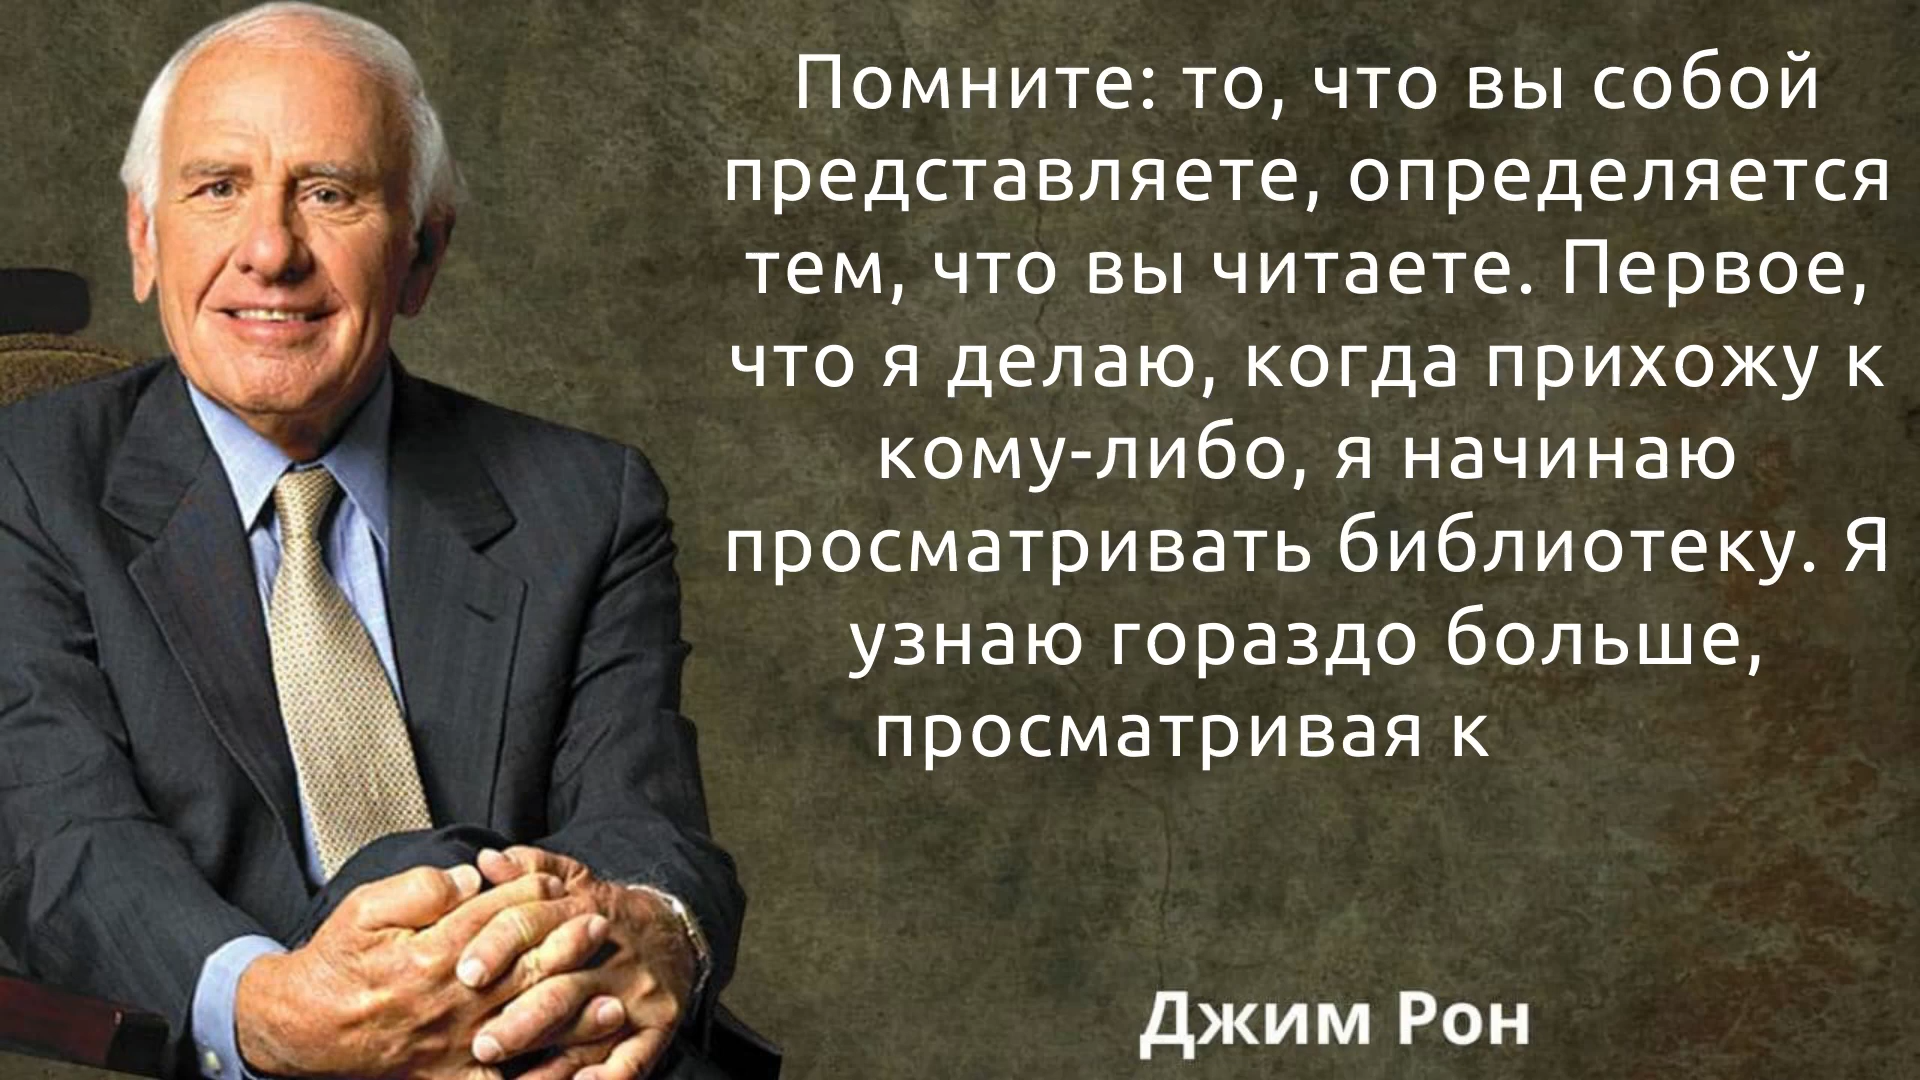 Помните: то, что вы собой
представляете, определяется
тем, что вы читаете. Первое,
что я делаю, когда прихожу к
кому-либо, я начинаю
просматривать библиотеку. Я
узнаю гораздо больше,
просматривая к
Джим Рон